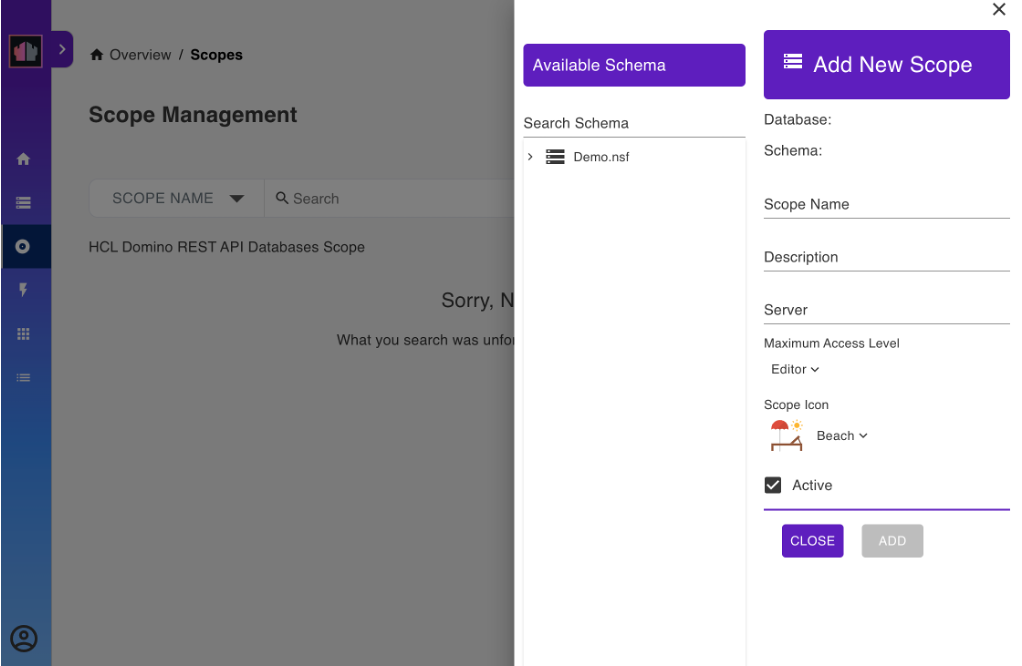 Overview / Scopes
Scope Management
SCOPE NAME
Search
HCL Domino REST API Databases Scope
Sorry, N
What you search was unfor
Available Schema
Search Schema
Demo.nsf
Add New Scope
Database:
Schema:
Scope Name
Description
Server
Maximum Access Level
Editor
Scope Icon
Beach
Active
CLOSE ADD